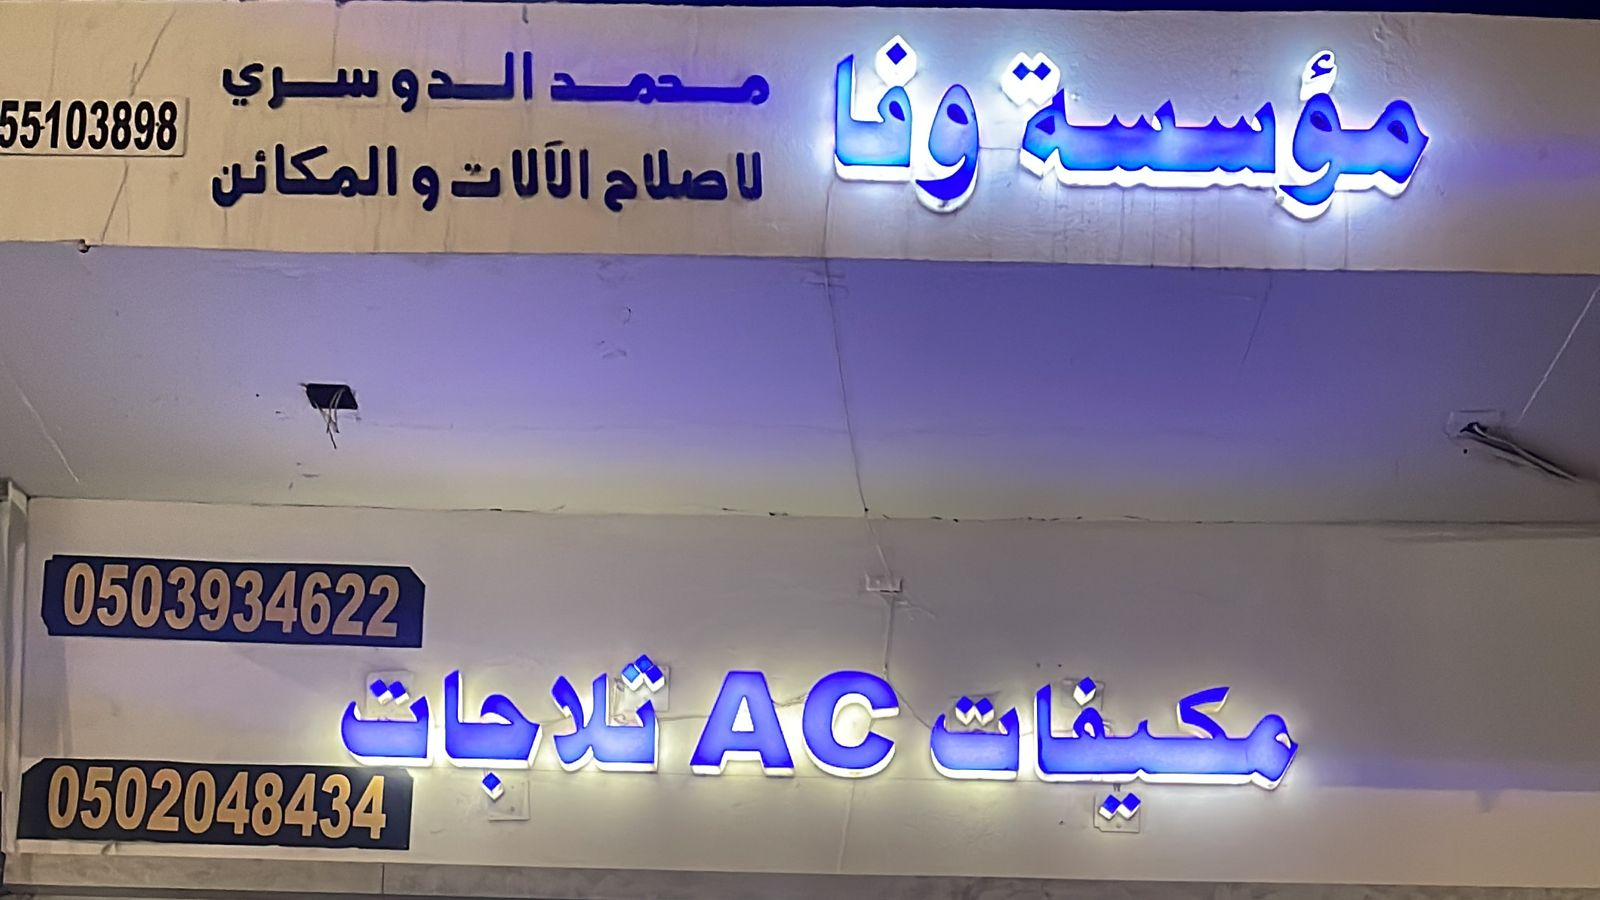 مؤسسة وفا
محمد الدوسري
لاصلاح الآلات و المكائن
55103898
0503934622
مكيفات AC ثلاجات
0502048434